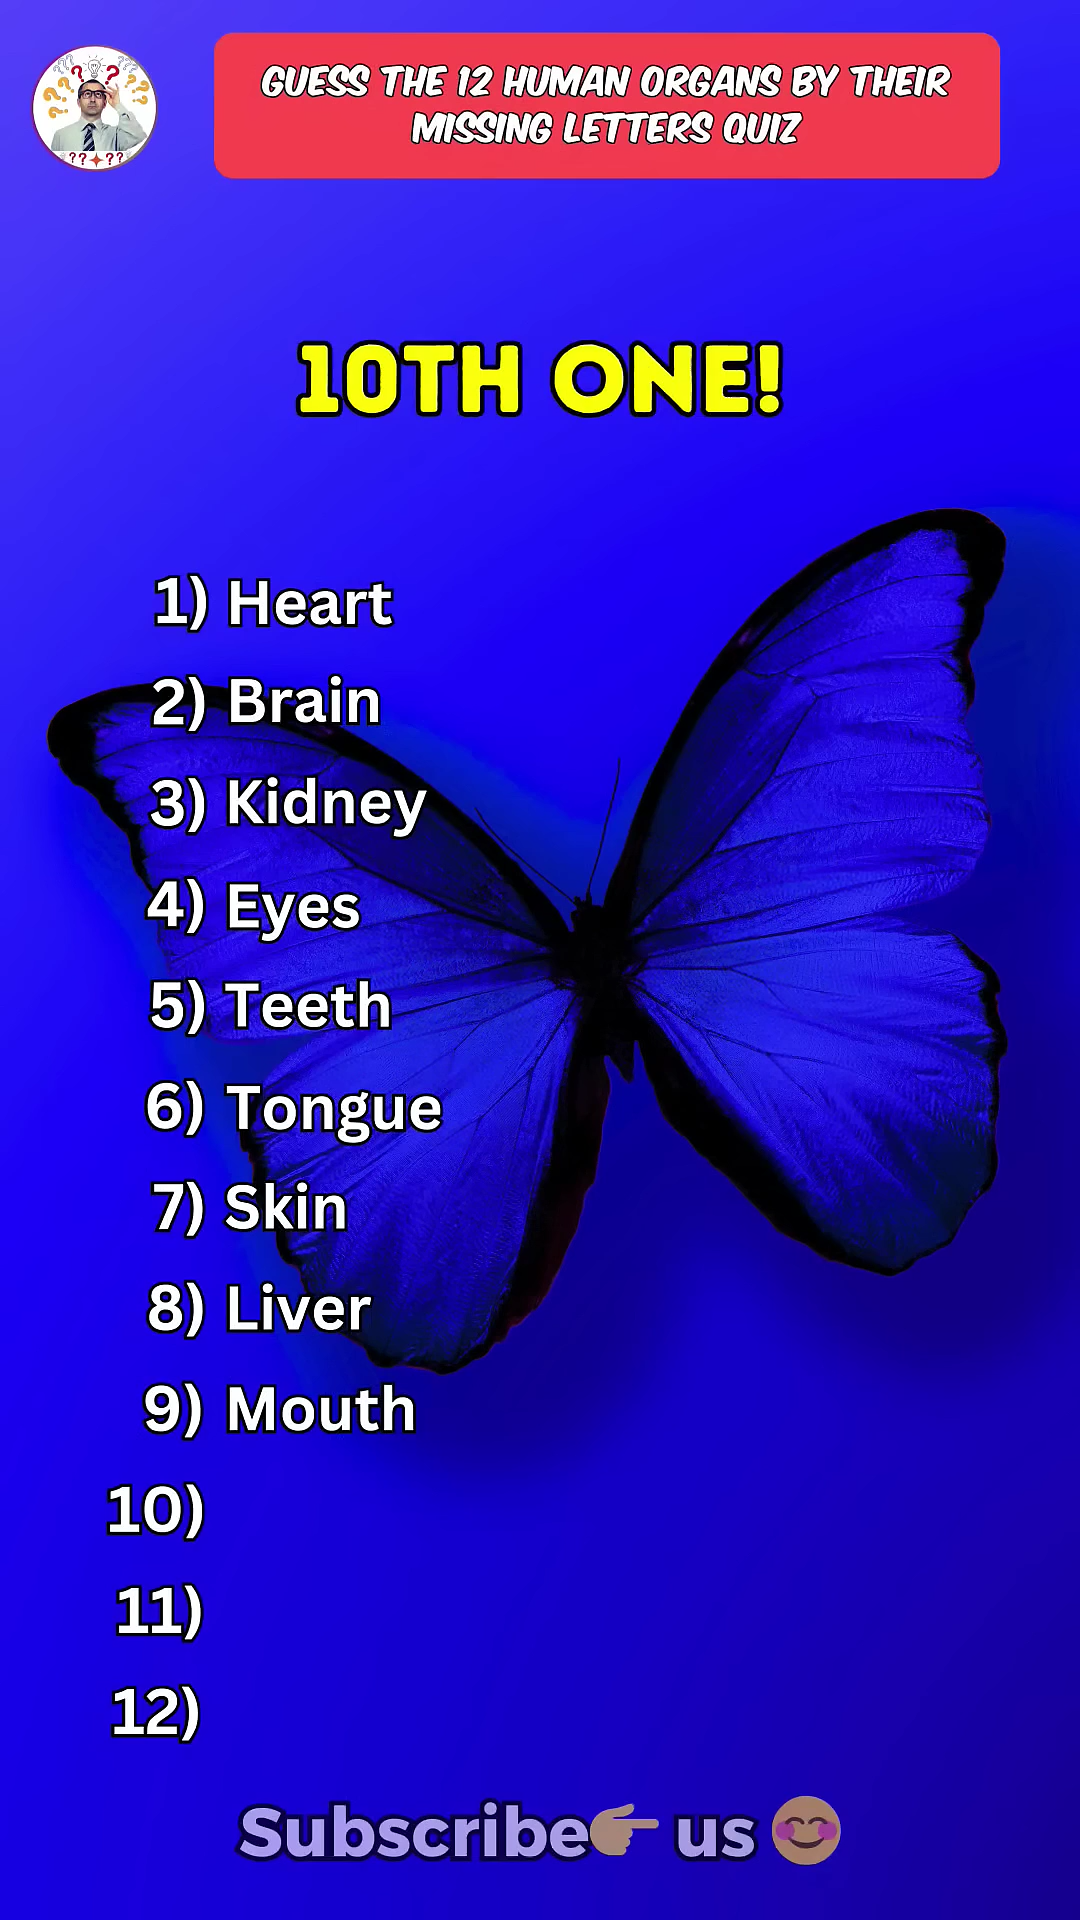 GUESS THE 12 HUMAN ORGANS BY THEIR
MISSING LETTERS QUIZ
10TH ONE!
1) Heart
2) Brain
3) Kidney
4) Eyes
5) Teeth
6) Tongue
7) Skin
8) Liver
9) Mouth
10)
11)
12)
Subscribe👉 us 😊